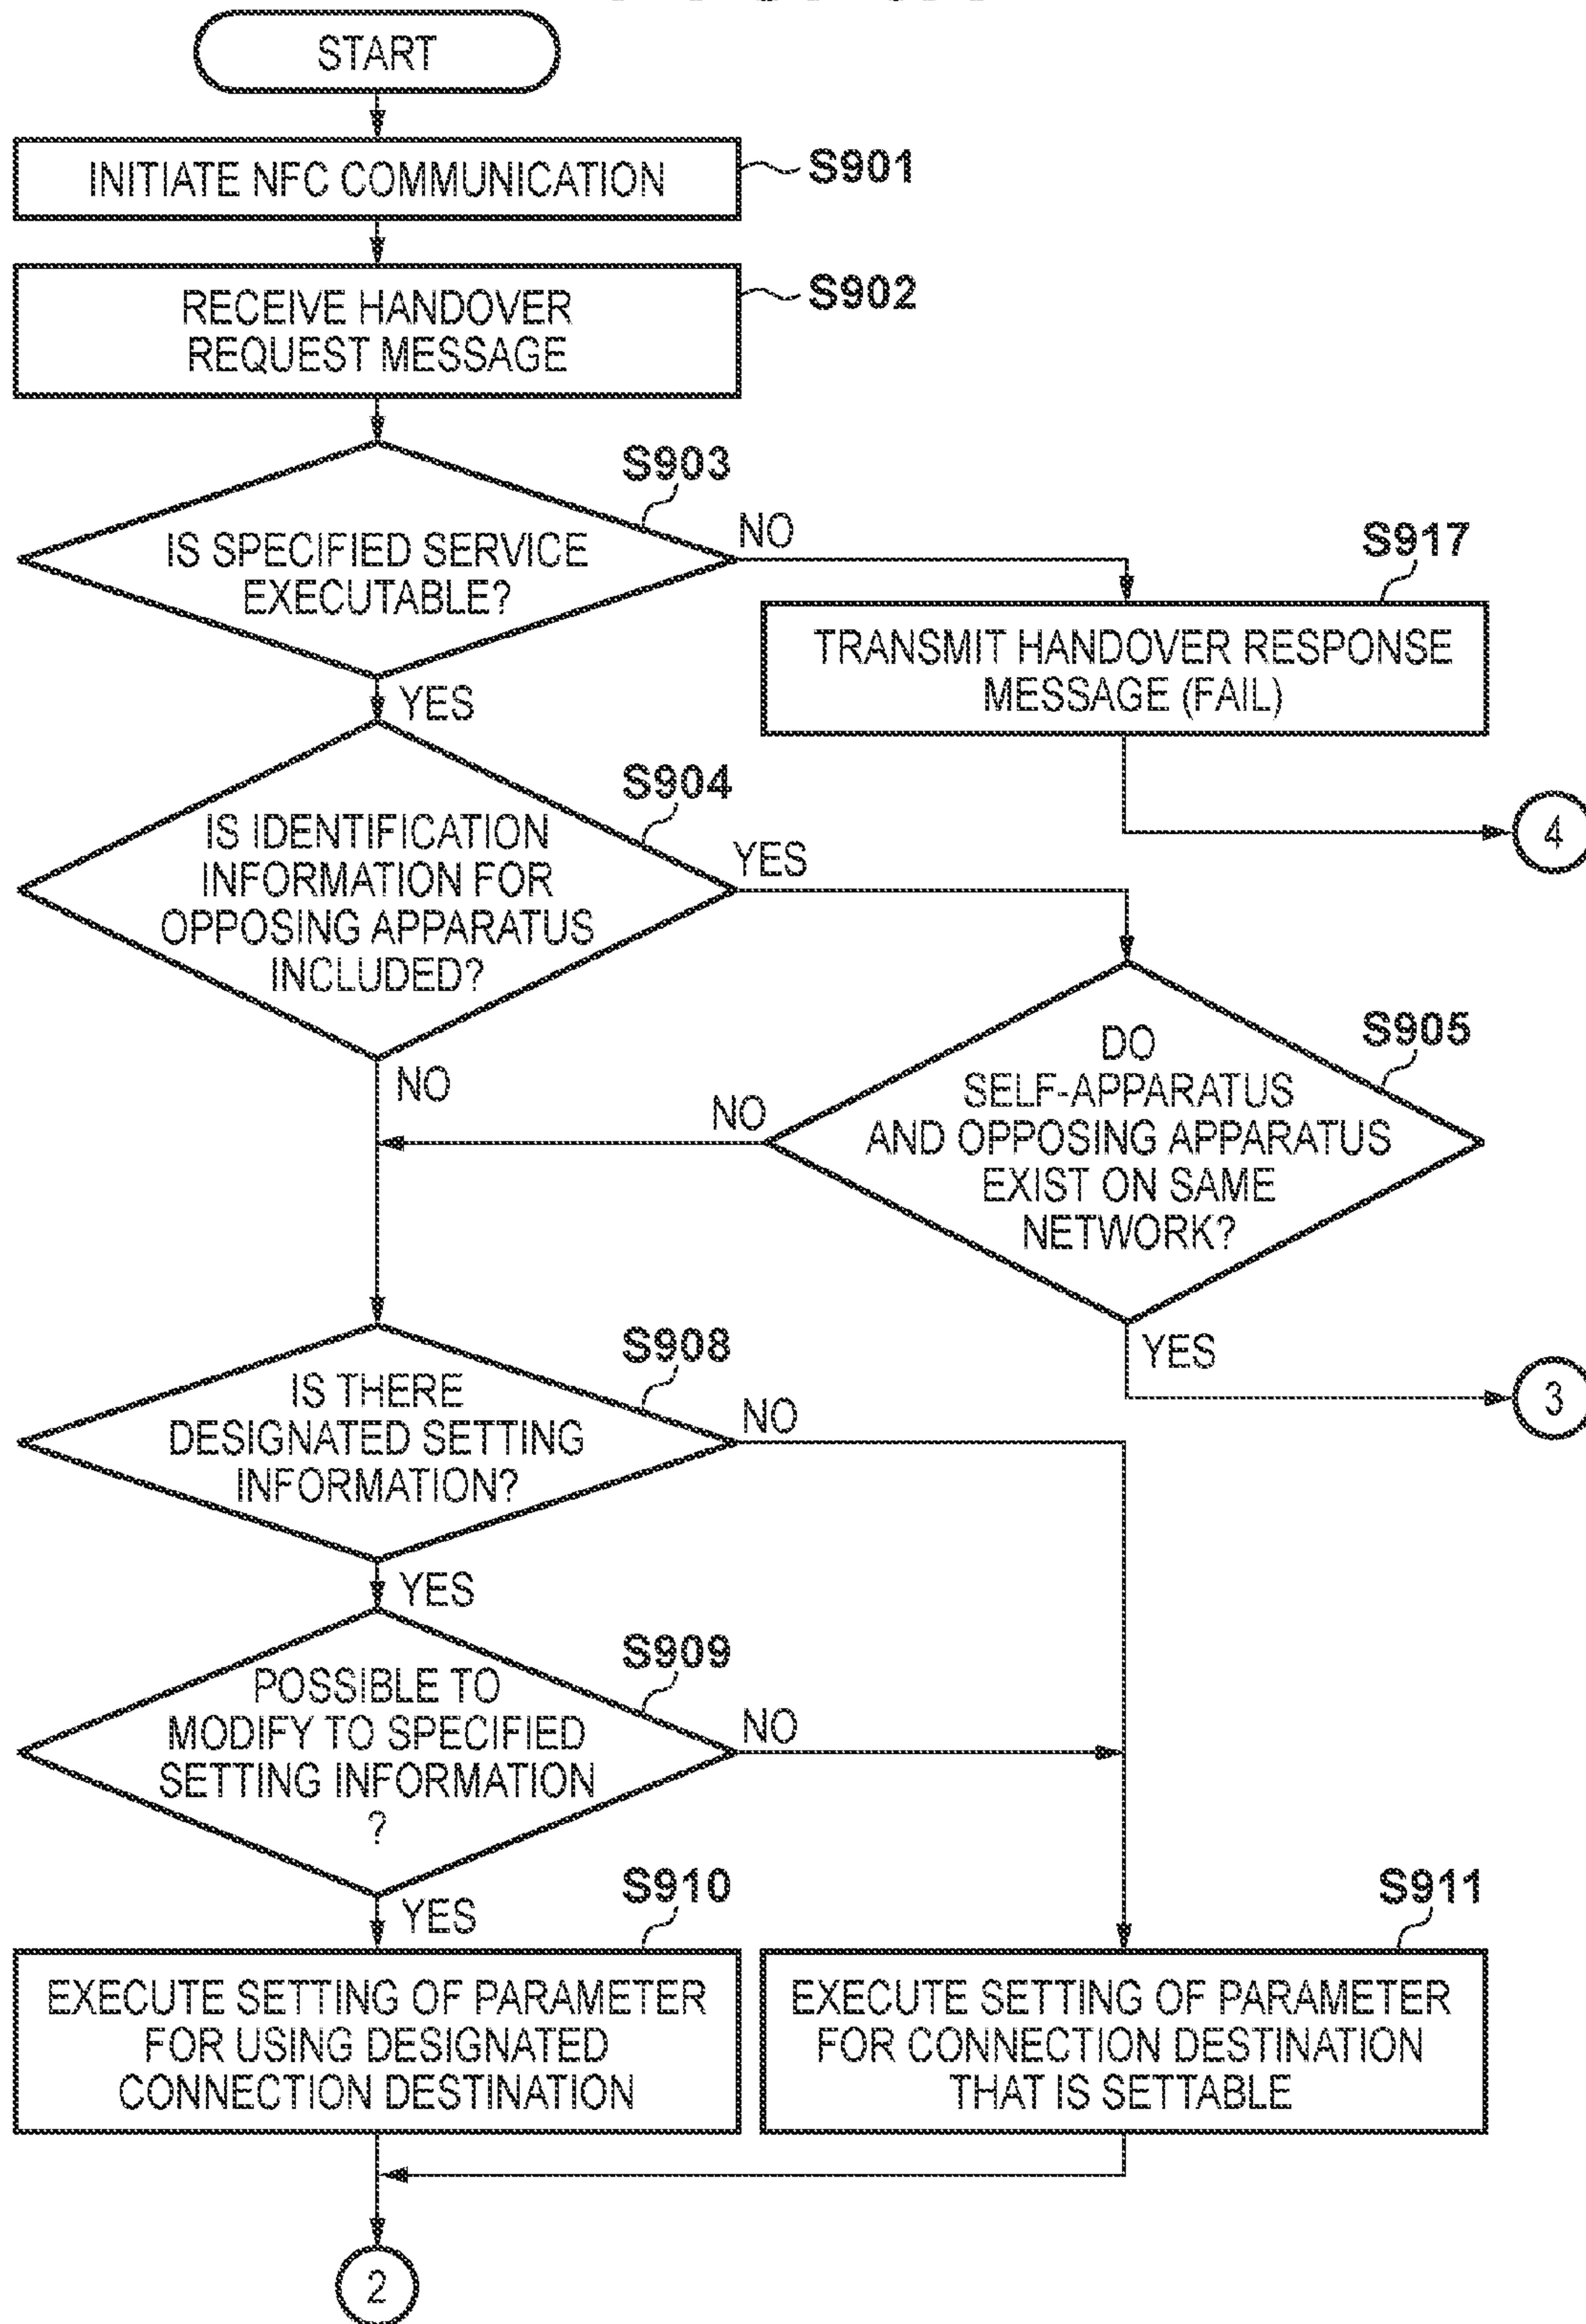 START
INITIATE NFC COMMUNICATION
S901
RECEIVE HANDOVER
REQUEST MESSAGE
S902
S903
IS SPECIFIED SERVICE
EXECUTABLE?
NO
YES
S917
TRANSMIT HANDOVER RESPONSE
MESSAGE (FAIL)
4
S904
IS IDENTIFICATION
INFORMATION FOR
OPPOSING APPARATUS
INCLUDED?
YES
NO
S905
DO
SELF-APPARATUS
AND OPPOSING APPARATUS
EXIST ON SAME
NETWORK?
NO
YES
3
S908
IS THERE
DESIGNATED SETTING
INFORMATION?
NO
YES
S909
POSSIBLE TO
MODIFY TO SPECIFIED
SETTING INFORMATION
?
NO
YES
S910
EXECUTE SETTING OF PARAMETER
FOR USING DESIGNATED
CONNECTION DESTINATION
S911
EXECUTE SETTING OF PARAMETER
FOR CONNECTION DESTINATION
THAT IS SETTABLE
2